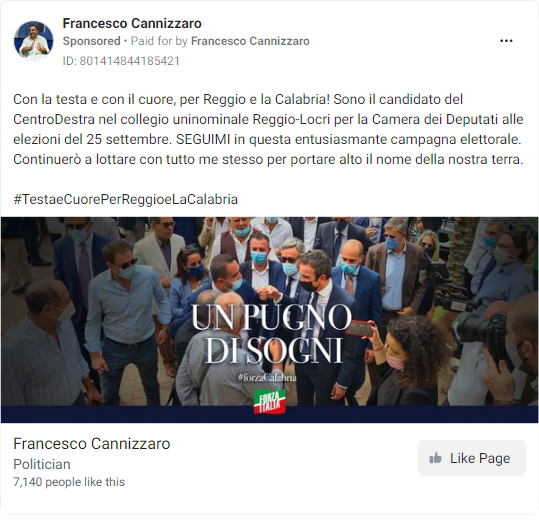 Francesco Cannizzaro
Sponsored • Paid for by Francesco Cannizzaro
ID: 801414844185421
Con la testa e con il cuore, per Reggio e la Calabria! Sono il candidato del
CentroDestra nel collegio uninominale Reggio-Locri per la Camera dei Deputati alle
elezioni del 25 settembre. SEGUIMI in questa entusiasmante campagna elettorale.
Continuerò a lottare con tutto me stesso per portare alto il nome della nostra terra.
#TestaeCuorePerReggioeLaCalabria
UN PUGNO
DI SOGNI
#forzaCalabria
FORZA
ITALIA
Francesco Cannizzaro
Politician
7,140 people like this
Like Page